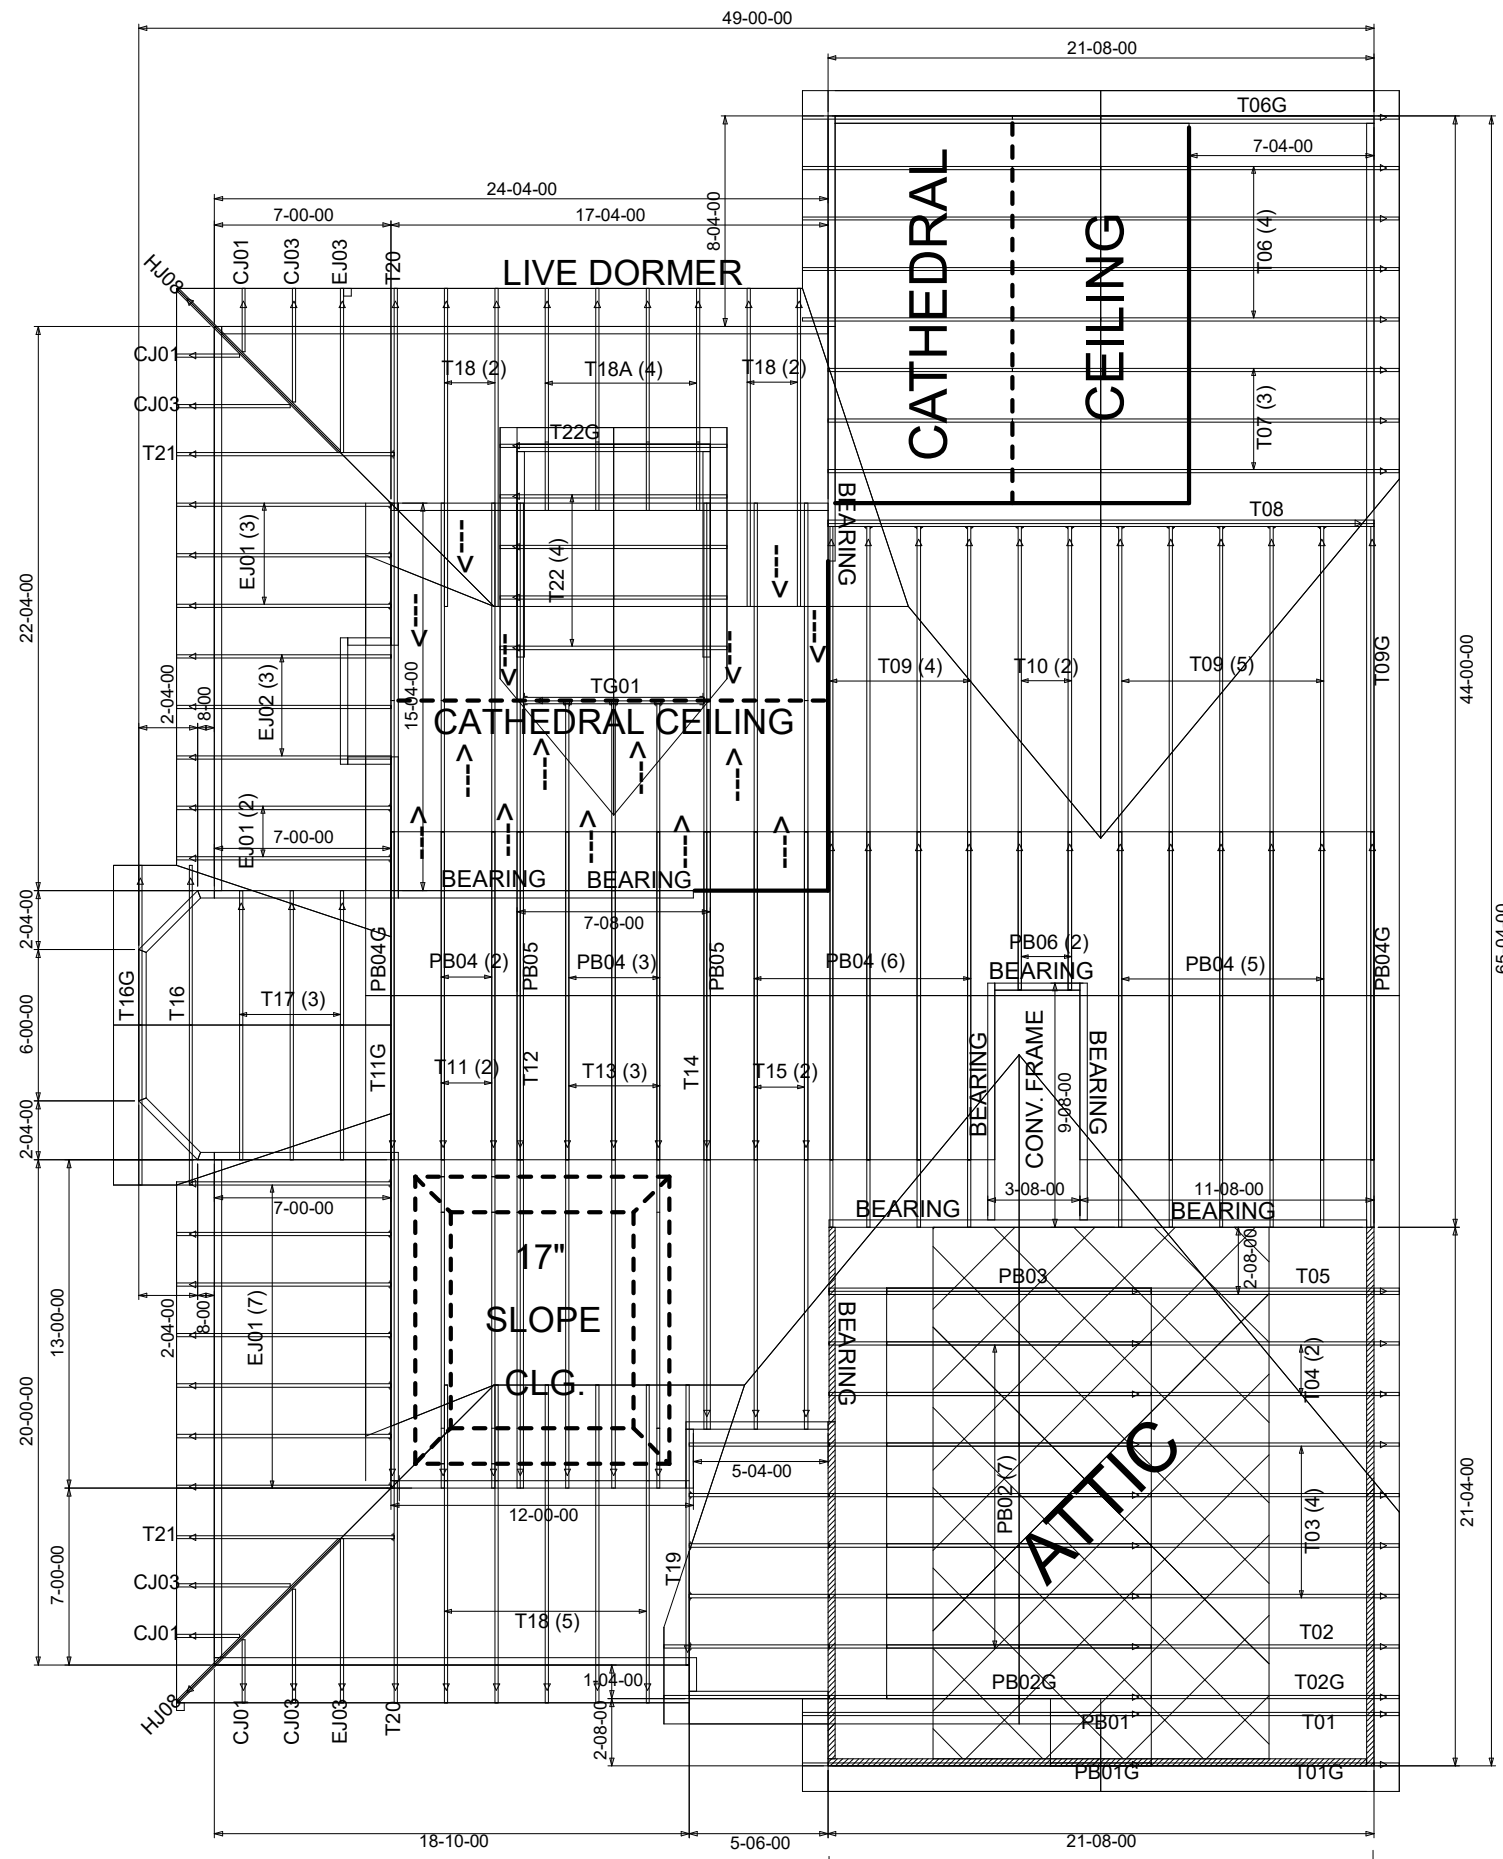 49-00-00
21-08-00
T06G
7-04-00
24-04-00
7-00-00
17-04-00
8-04-00
CATHEDRAL
CEILING
T06 (4)
HJ08
CJ01
CJ03
EJ03
T20
LIVE DORMER
CJ01
CJ03
T21
T18 (2)
T18A (4)
T18 (2)
T07 (3)
T22G
BEARING
T08
EJ01 (3)
T22 (4)
22-04-00
2-04-00
8-00
EJ02 (3)
15-04-00
T09 (4)
T10 (2)
T09 (5)
T09G
44-00-00
TG01
CATHEDRAL CEILING
EJ01 (2)
7-00-00
BEARING
BEARING
7-08-00
2-04-00
6-00-00
2-04-00
T16G
T16
T17 (3)
PB04G
PB04 (2)
PB05
PB04 (3)
PB05
PB04 (6)
PB06 (2)
BEARING
PB04 (5)
PB04G
65-04-00
T11G
T11 (2)
T12
T13 (3)
T14
T15 (2)
BEARING
CONV. FRAME
9-08-00
BEARING
3-08-00
11-08-00
BEARING
BEARING
7-00-00
17"
SLOPE
CLG.
2-08-00
PB03
T05
13-00-00
2-04-00
8-00
EJ01 (7)
BEARING
T04 (2)
20-00-00
ATTIC
5-04-00
PB02 (7)
T03 (4)
21-04-00
12-00-00
T21
CJ03
CJ01
7-00-00
T19
T18 (5)
T02
1-04-00
PB02G
T02G
HJ08
CJ01
CJ03
EJ03
T20
2-08-00
PB01
T01
PB01G
T01G
18-10-00
5-06-00
21-08-00